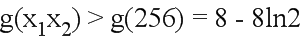 g(x₁x₂) > g(256) = 8 - 8ln2